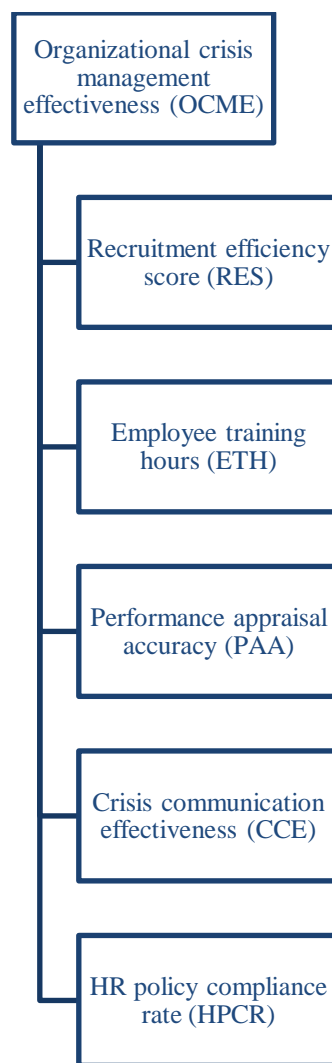 Organizational crisis
management
effectiveness (OCME)
Recruitment efficiency
score (RES)
Employee training
hours (ETH)
Performance appraisal
accuracy (PAA)
Crisis communication
effectiveness (CCE)
HR policy compliance
rate (HPCR)